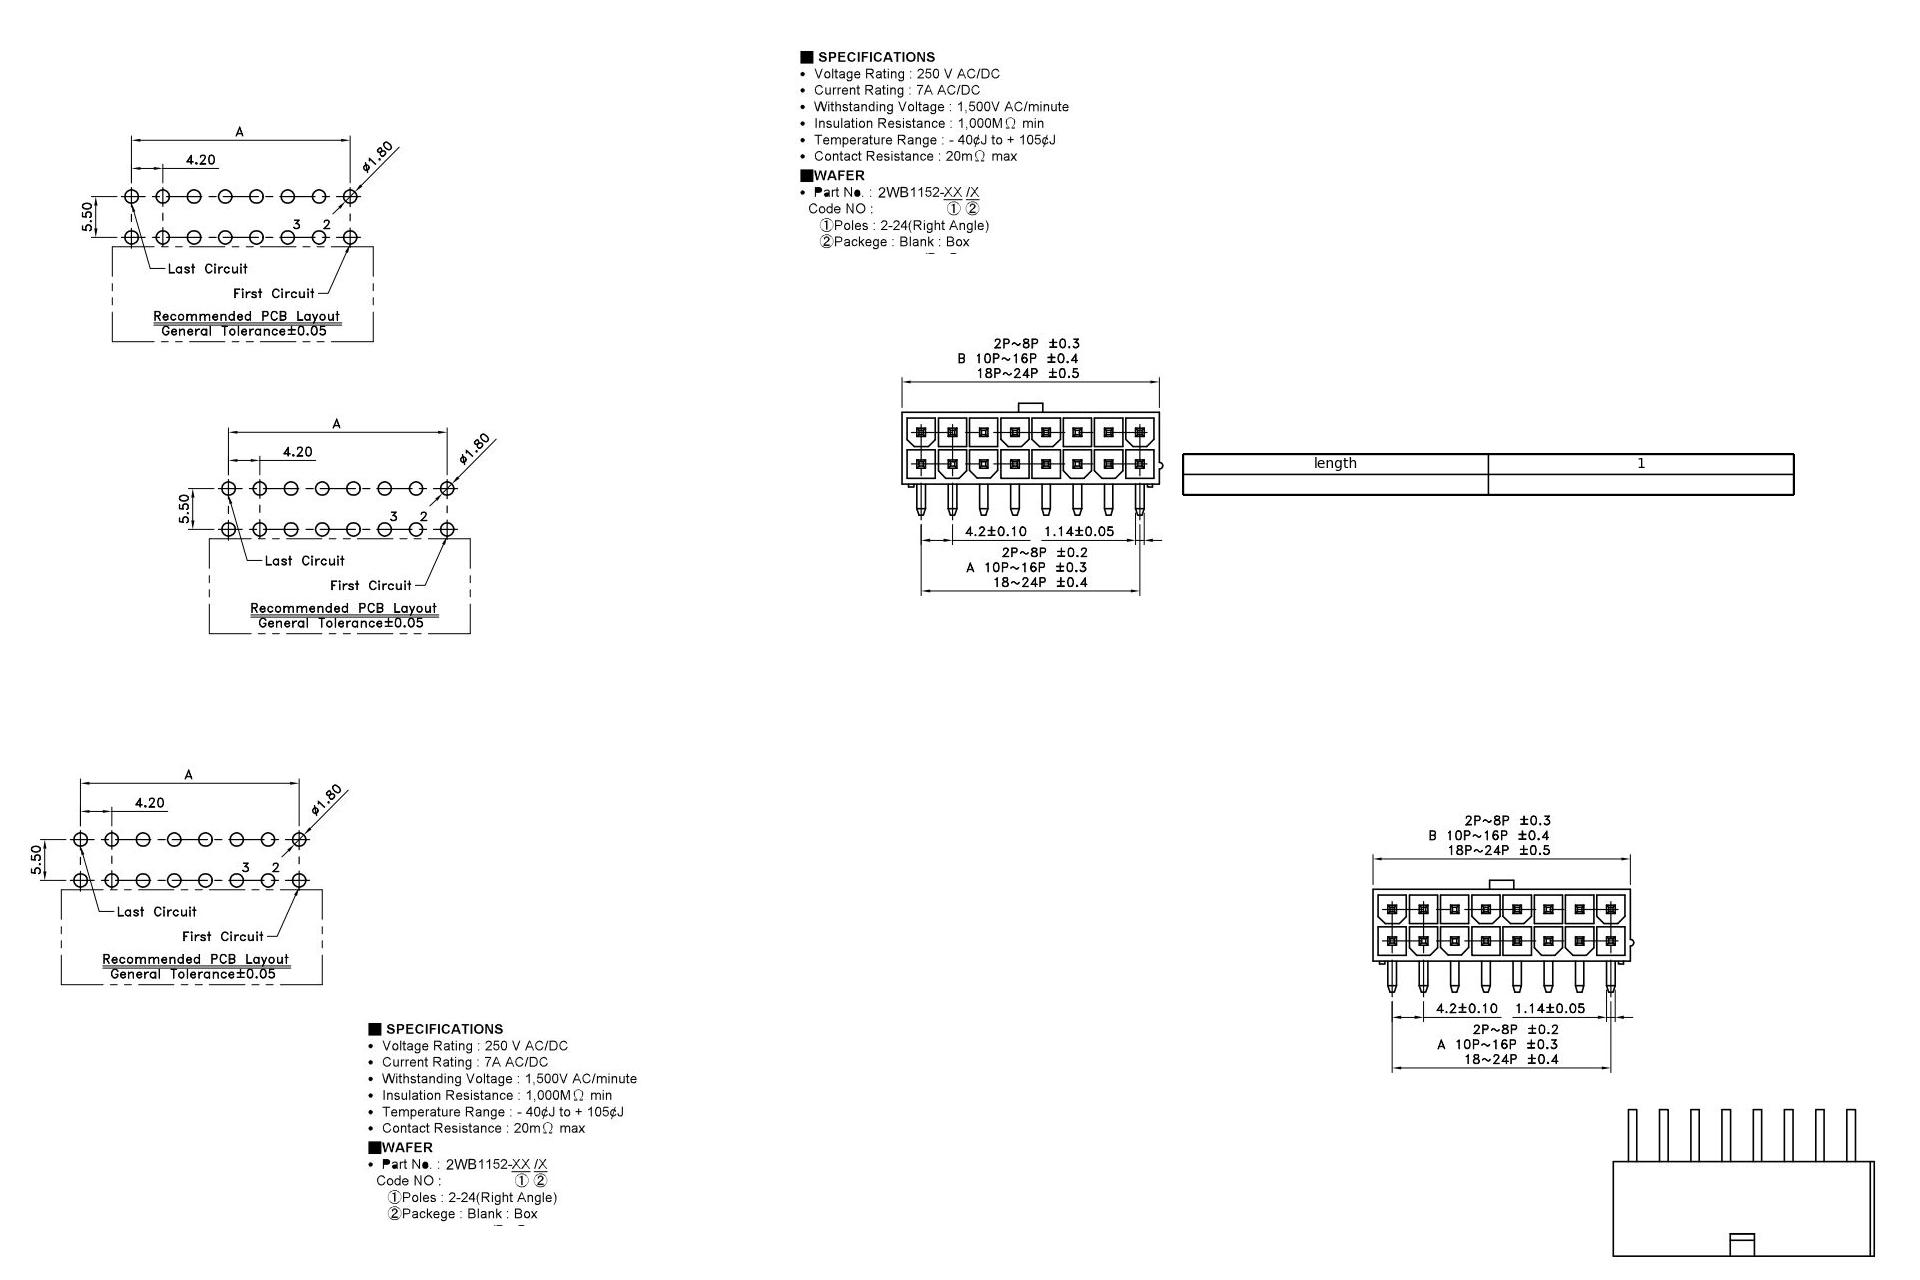 ■ SPECIFICATIONS
• Voltage Rating : 250 V AC/DC
• Current Rating : 7A AC/DC
• Withstanding Voltage : 1,500V AC/minute
• Insulation Resistance : 1,000MΩ min
• Temperature Range : - 40¢J to + 105¢J
• Contact Resistance : 20mΩ max
■WAFER
• Part No. : 2WB1152-XX /X
Code NO : ① ②
①Poles : 2-24(Right Angle)
②Packege : Blank : Box
A
4.20
ø1.80
5.50
3 2
Last Circuit
First Circuit
Recommended PCB Layout
General Tolerance±0.05
2P~8P ±0.3
B 10P~16P ±0.4
18P~24P ±0.5
4.2±0.10 1.14±0.05
2P~8P ±0.2
A 10P~16P ±0.3
18~24P ±0.4
length 1
A
4.20
ø1.80
5.50
3 2
Last Circuit
First Circuit
Recommended PCB Layout
General Tolerance±0.05
A
4.20
ø1.80
5.50
3 2
Last Circuit
First Circuit
Recommended PCB Layout
General Tolerance±0.05
2P~8P ±0.3
B 10P~16P ±0.4
18P~24P ±0.5
4.2±0.10 1.14±0.05
2P~8P ±0.2
A 10P~16P ±0.3
18~24P ±0.4
■ SPECIFICATIONS
• Voltage Rating : 250 V AC/DC
• Current Rating : 7A AC/DC
• Withstanding Voltage : 1,500V AC/minute
• Insulation Resistance : 1,000MΩ min
• Temperature Range : - 40¢J to + 105¢J
• Contact Resistance : 20mΩ max
■WAFER
• Part No. : 2WB1152-XX /X
Code NO : ① ②
①Poles : 2-24(Right Angle)
②Packege : Blank : Box